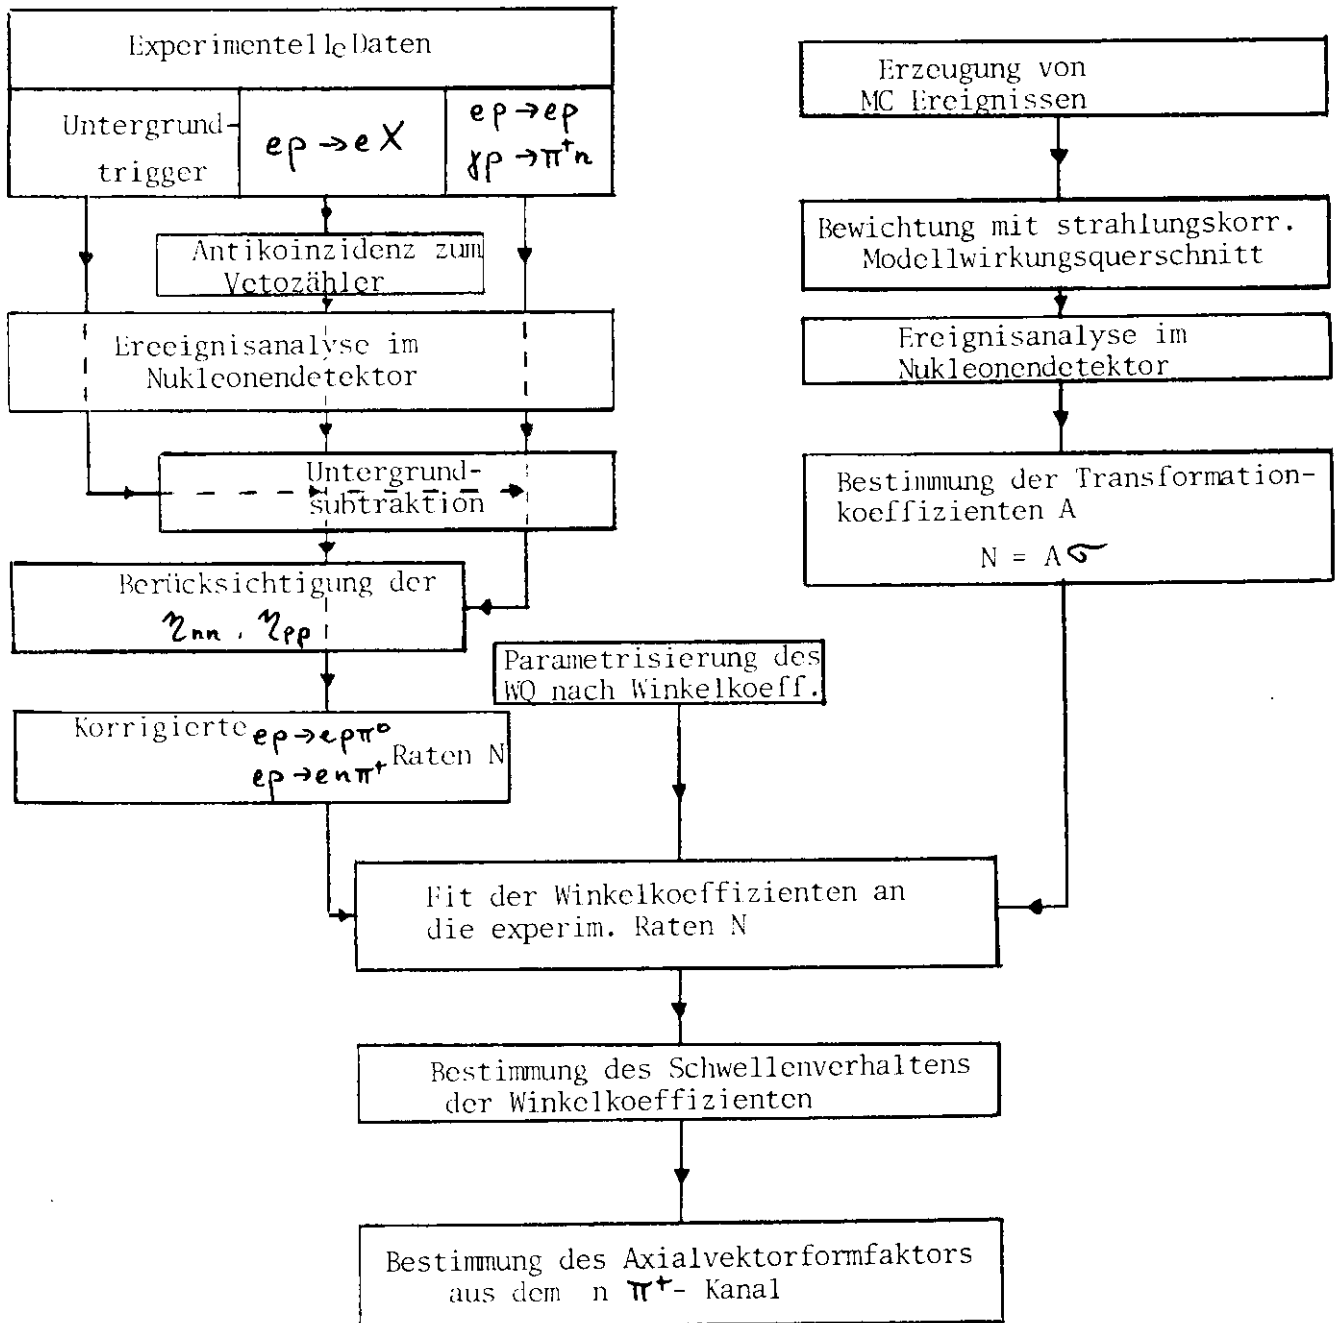 Experimentelle Daten
Untergrund-
trigger
ep → eX
ep → ep
γp → π⁺n
Antikoinzidenz zum
Vetozähler
Ereeignisanalyse im
Nukleonendetektor
Untergrund-
subtraktion
Berücksichtigung der
η_nn, η_pp
Korrigierte ep → epπ⁰ Raten N
ep → enπ⁺
Erzeugung von
MC Ereignissen
Bewichtung mit strahlungskorr.
Modellwirkungsquerschnitt
Ereignisanalyse im
Nukleonendetektor
Bestimmung der Transformation-
koeffizienten A
N = Aσ
Parametrisierung des
WQ nach Winkelkoeff.
Fit der Winkelkoeffizienten an
die experim. Raten N
Bestimmung des Schwellenverhaltens
der Winkelkoeffizienten
Bestimmung des Axialvektorformfaktors
aus dem n π⁺- Kanal